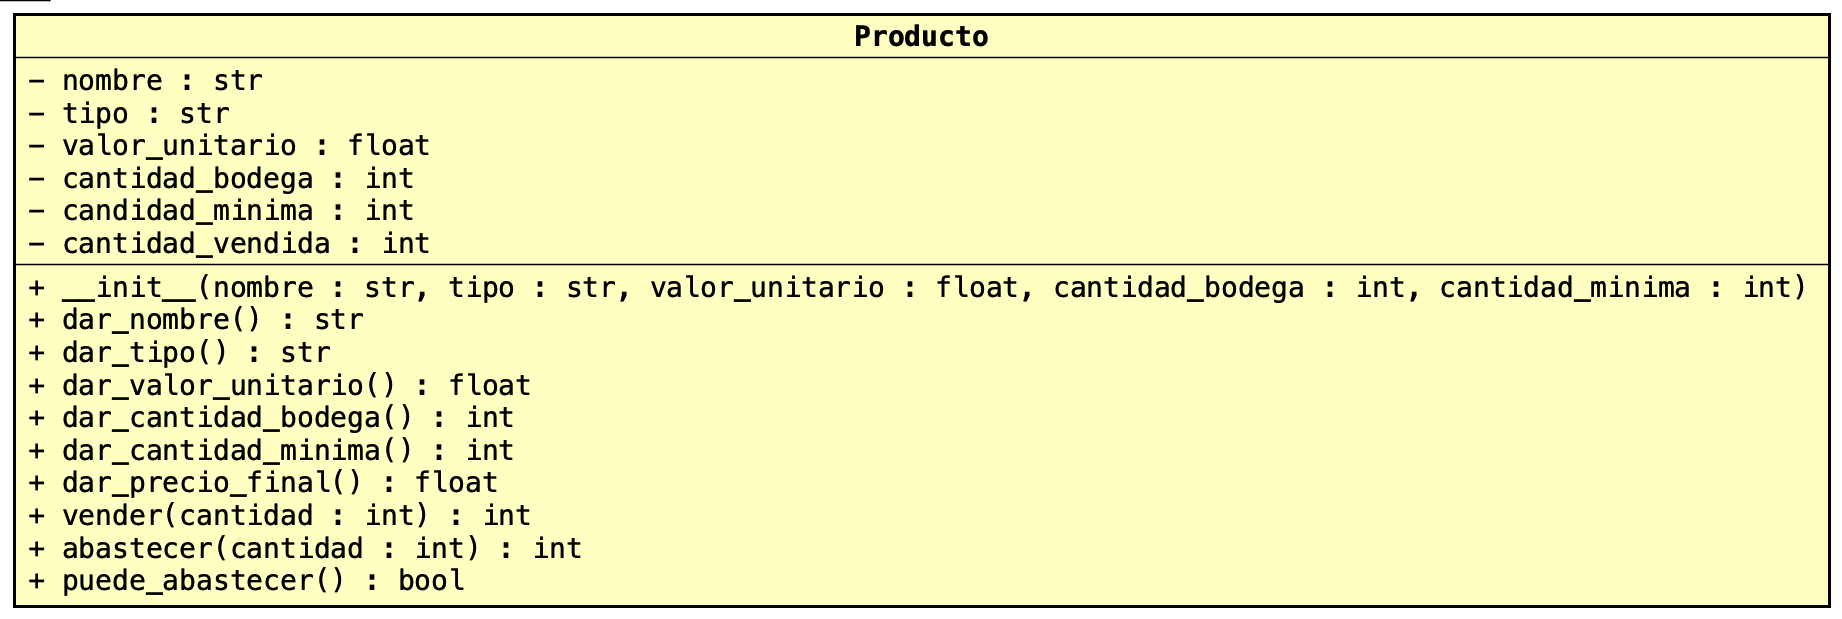 Producto
- nombre : str
- tipo : str
- valor_unitario : float
- cantidad_bodega : int
- candidad_minima : int
- cantidad_vendida : int
+ __init__(nombre : str, tipo : str, valor_unitario : float, cantidad_bodega : int, cantidad_minima : int)
+ dar_nombre() : str
+ dar_tipo() : str
+ dar_valor_unitario() : float
+ dar_cantidad_bodega() : int
+ dar_cantidad_minima() : int
+ dar_precio_final() : float
+ vender(cantidad : int) : int
+ abastecer(cantidad : int) : int
+ puede_abastecer() : bool